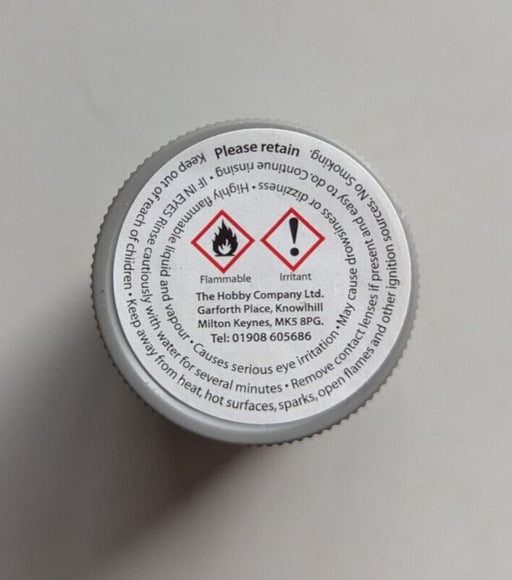 Please retain
Keep out of reach of children • Keep away from heat, hot surfaces, sparks, open flames and other ignition sources. No Smoking.
• IF IN EYES Rinse cautiously with water for several minutes • Remove contact lenses if present and easy to do. Continue rinsing
• Highly flammable liquid and vapour • Causes serious eye irritation • May cause drowsiness or dizziness
Flammable
Irritant
The Hobby Company Ltd.
Garforth Place, Knowlhill
Milton Keynes, MK5 8PG.
Tel: 01908 605686